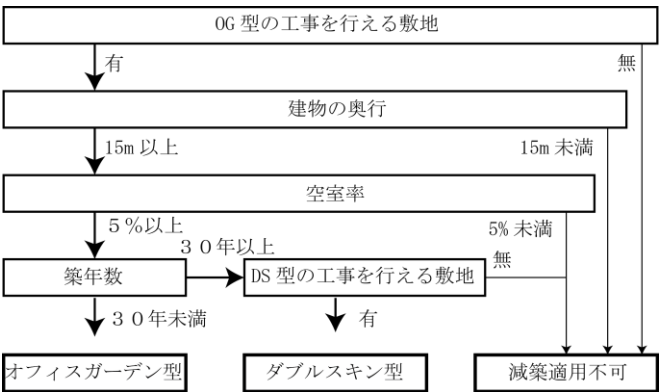 OG型の工事を行える敷地
有
無
建物の奥行
15m以上
15m未満
空室率
５％以上
5%未満
３０年以上
無
築年数
DS型の工事を行える敷地
３０年未満
有
オフィスガーデン型
ダブルスキン型
減築適用不可